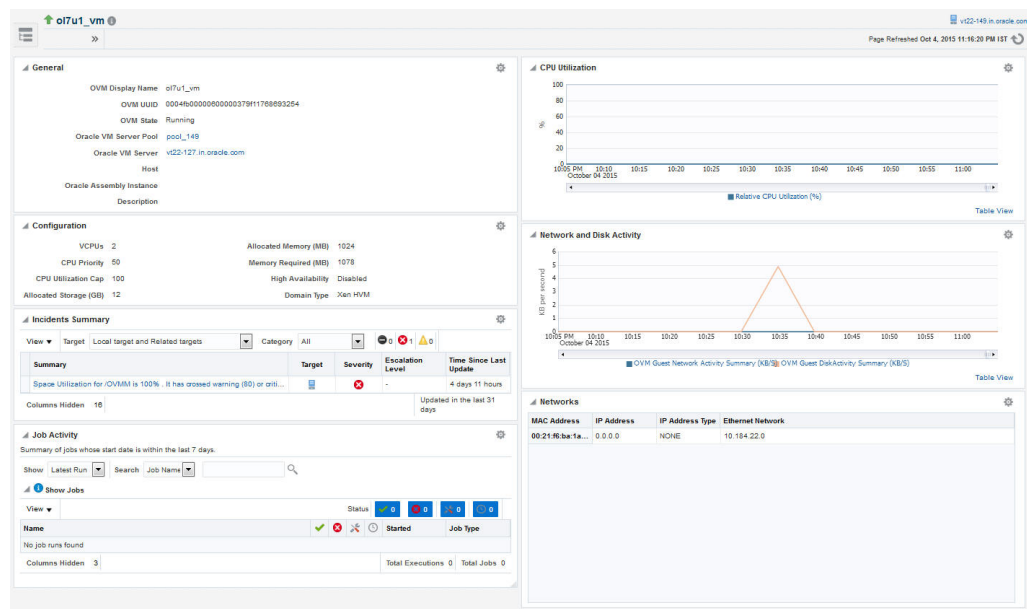 ol7u1_vm
vt22-149.in.oracle.com
»
Page Refreshed Oct 4, 2015 11:16:20 PM IST
General
OVM Display Name ol7u1_vm
OVM UUID 0004fb00000600000379f11768693254
OVM State Running
Oracle VM Server Pool pool_149
Oracle VM Server vt22-127.in.oracle.com
Host
Oracle Assembly Instance
Description
Configuration
VCPUs 2 Allocated Memory (MB) 1024
CPU Priority 50 Memory Required (MB) 1078
CPU Utilization Cap 100 High Availability Disabled
Allocated Storage (GB) 12 Domain Type Xen HVM
Incidents Summary
View Target Local target and Related targets Category All 0 1 0
Summary Target Severity Escalation Level Time Since Last Update
Space Utilization for /OVMM is 100% . It has crossed warning (80) or criti... - 4 days 11 hours
Columns Hidden 16 Updated in the last 31 days
Job Activity
Summary of jobs whose start date is within the last 7 days.
Show Latest Run Search Job Name
Show Jobs
View Status 0 0 0 0
Name Started Job Type
No job runs found
Columns Hidden 3 Total Executions 0 Total Jobs 0
CPU Utilization
100
80
60
%
40
20
0
10:05 PM 10:10 10:15 10:20 10:25 10:30 10:35 10:40 10:45 10:50 10:55 11:00
October 04 2015
Relative CPU Utilization (%)
Table View
Network and Disk Activity
6
5
4
KB per second
3
2
1
0
10:05 PM 10:10 10:15 10:20 10:25 10:30 10:35 10:40 10:45 10:50 10:55 11:00
October 04 2015
OVM Guest Network Activity Summary (KB/S) OVM Guest DiskActivity Summary (KB/S)
Table View
Networks
MAC Address IP Address IP Address Type Ethernet Network
00:21:f6:ba:1a... 0.0.0.0 NONE 10.184.22.0